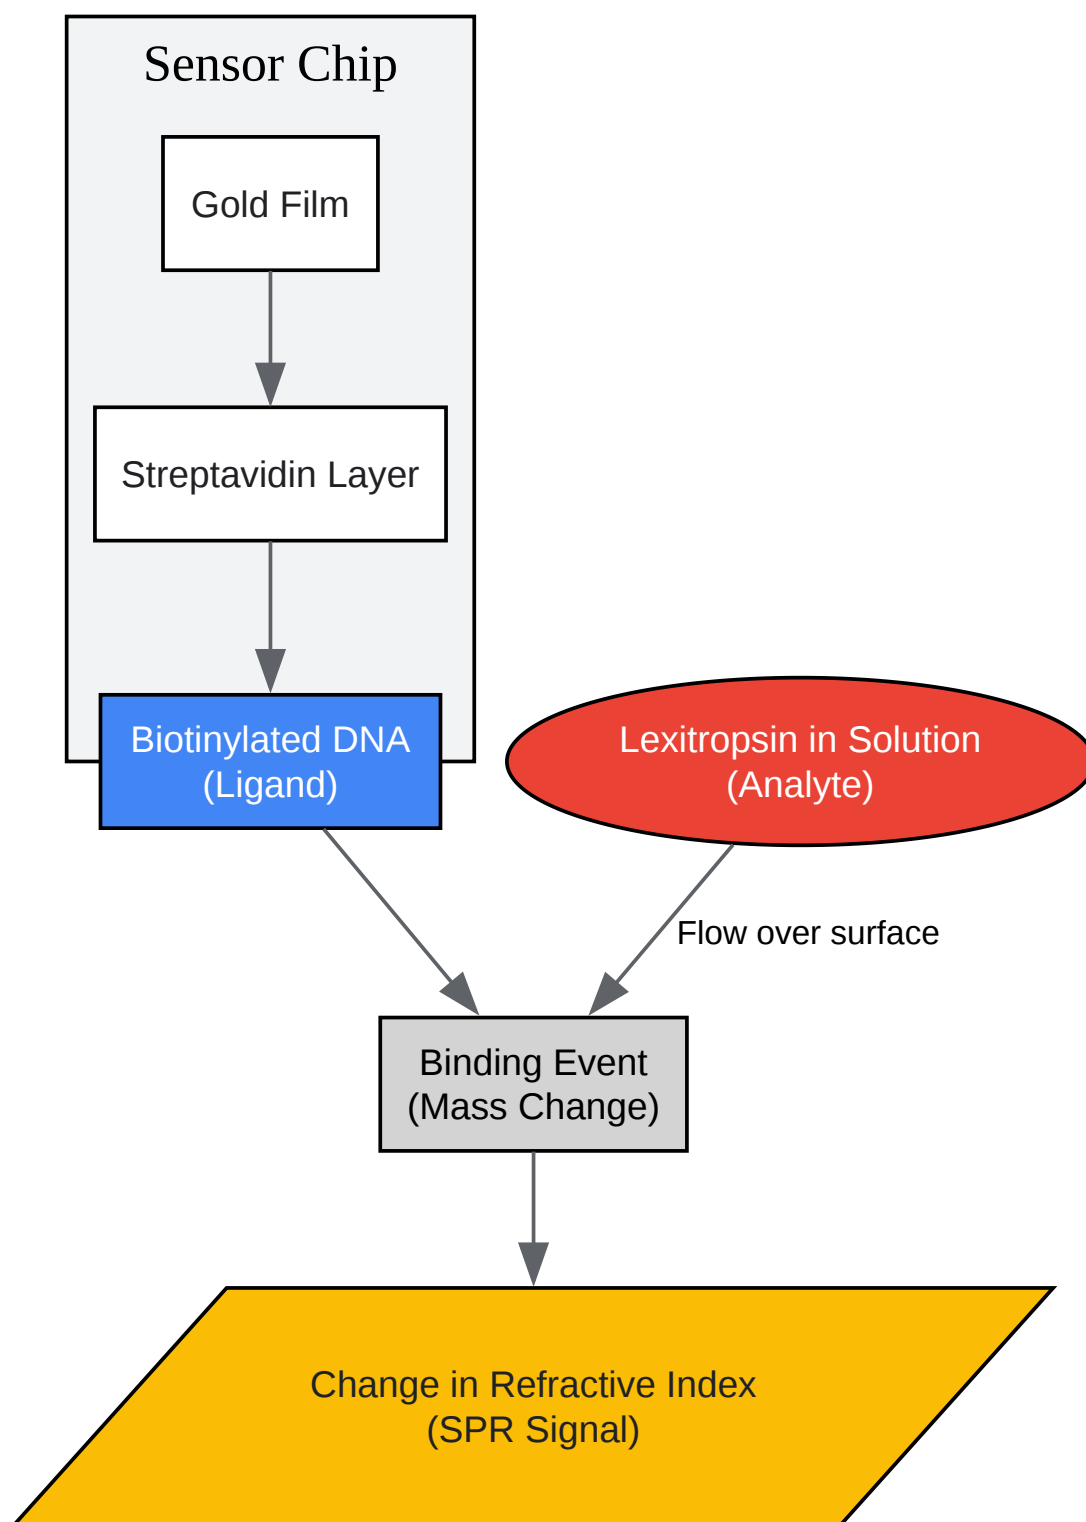 Sensor Chip
Gold Film
Streptavidin Layer
Biotinylated DNA
(Ligand)
Lexitropsin in Solution
(Analyte)
Flow over surface
Binding Event
(Mass Change)
Change in Refractive Index
(SPR Signal)